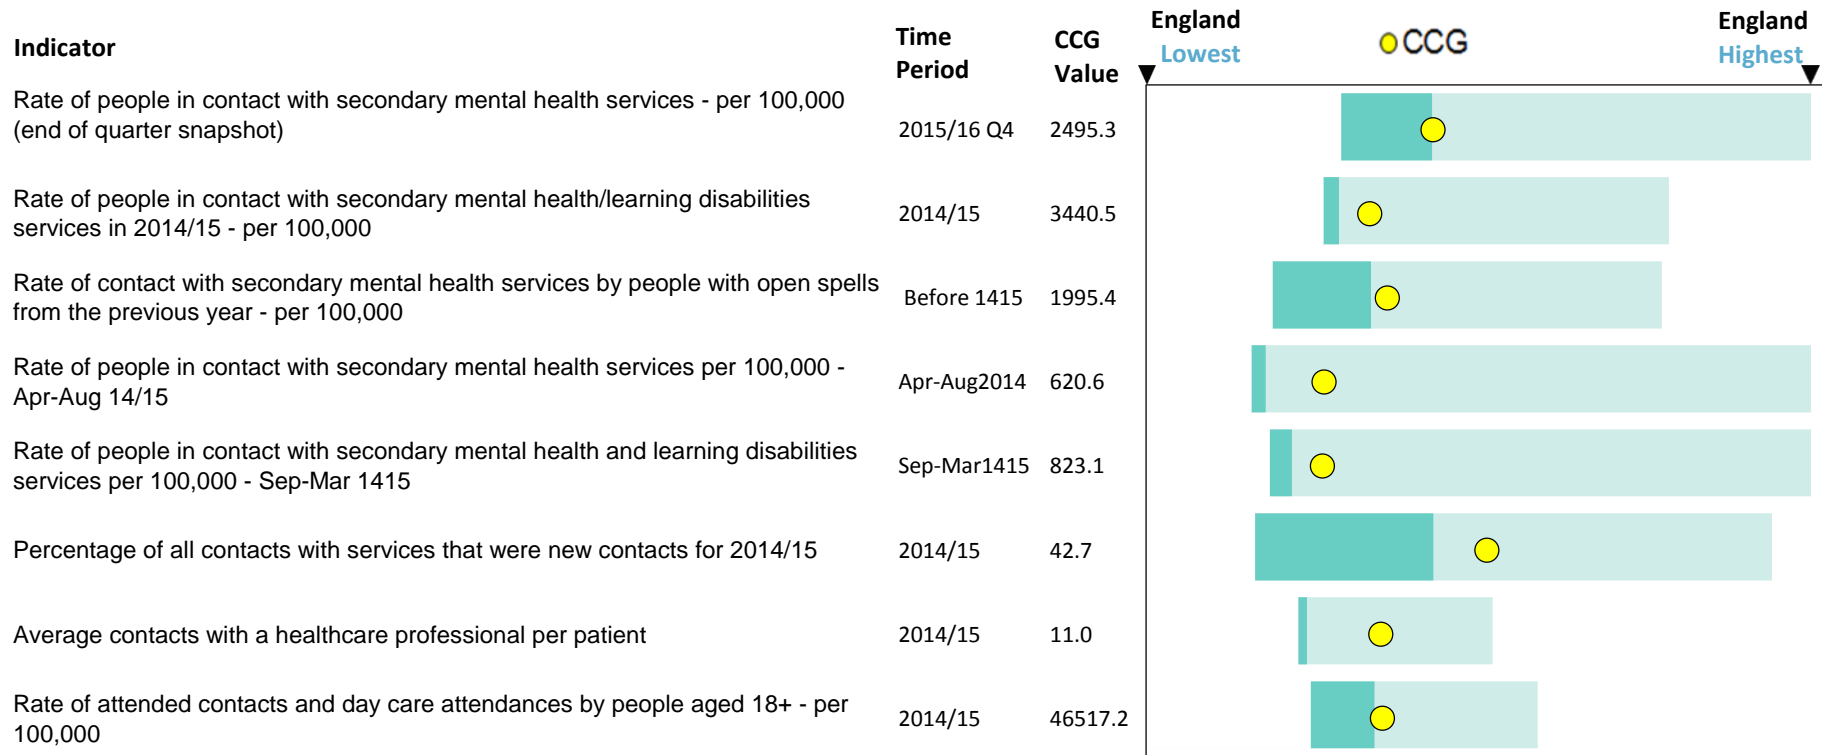 Indicator
Time Period
CCG Value
England Lowest
CCG
England Highest
Rate of people in contact with secondary mental health services - per 100,000
(end of quarter snapshot)
2015/16 Q4 2495.3
Rate of people in contact with secondary mental health/learning disabilities
services in 2014/15 - per 100,000
2014/15 3440.5
Rate of contact with secondary mental health services by people with open spells
from the previous year - per 100,000
Before 1415 1995.4
Rate of people in contact with secondary mental health services per 100,000 -
Apr-Aug 14/15
Apr-Aug2014 620.6
Rate of people in contact with secondary mental health and learning disabilities
services per 100,000 - Sep-Mar 1415
Sep-Mar1415 823.1
Percentage of all contacts with services that were new contacts for 2014/15
2014/15 42.7
Average contacts with a healthcare professional per patient
2014/15 11.0
Rate of attended contacts and day care attendances by people aged 18+ - per
100,000
2014/15 46517.2